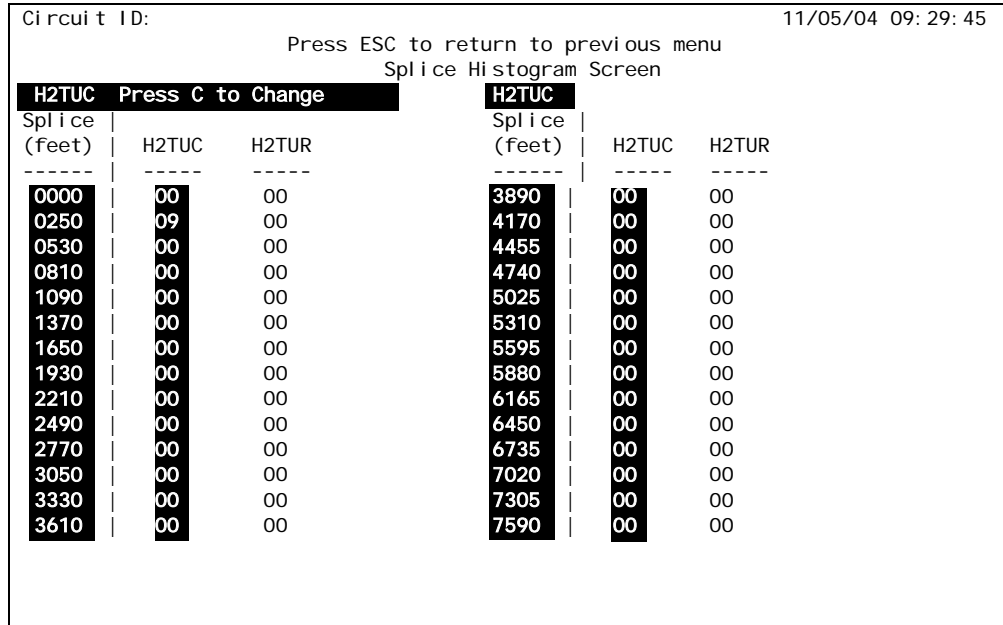 Circuit ID: 11/05/04 09:29:45
Press ESC to return to previous menu
Splice Histogram Screen
H2TUC Press C to Change H2TUC
Splice | Splice |
(feet) | H2TUC H2TUR (feet) | H2TUC H2TUR
------ | ----- ----- ------ | ----- -----
0000 | 00 00 3890 | 00 00
0250 | 09 00 4170 | 00 00
0530 | 00 00 4455 | 00 00
0810 | 00 00 4740 | 00 00
1090 | 00 00 5025 | 00 00
1370 | 00 00 5310 | 00 00
1650 | 00 00 5595 | 00 00
1930 | 00 00 5880 | 00 00
2210 | 00 00 6165 | 00 00
2490 | 00 00 6450 | 00 00
2770 | 00 00 6735 | 00 00
3050 | 00 00 7020 | 00 00
3330 | 00 00 7305 | 00 00
3610 | 00 00 7590 | 00 00